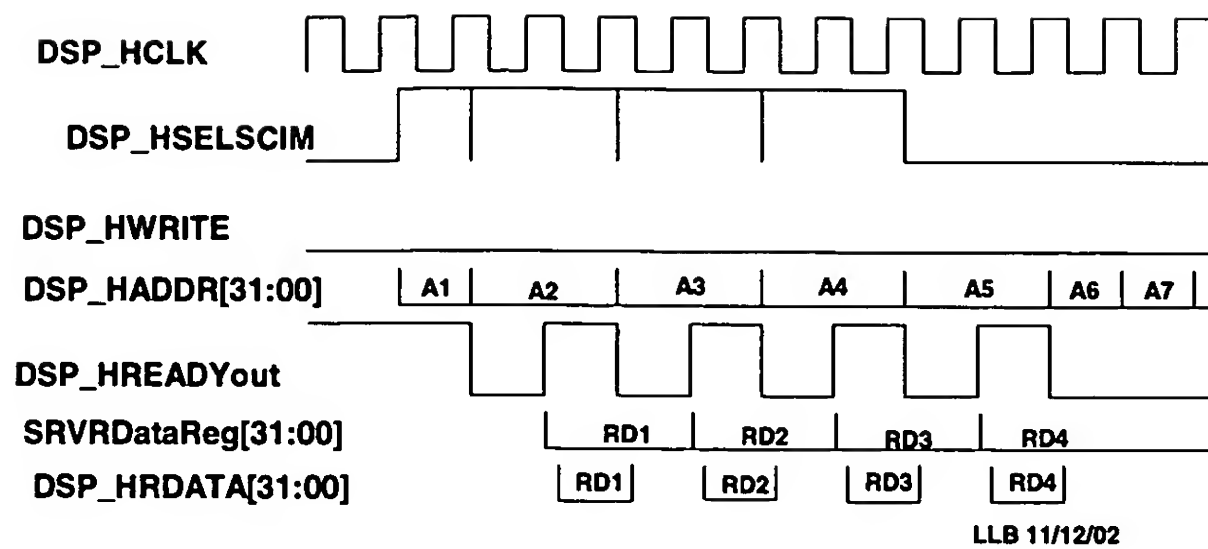 DSP_HCLK
DSP_HSELSCIM
DSP_HWRITE
DSP_HADDR[31:00] A1 A2 A3 A4 A5 A6 A7
DSP_HREADYout
SRVRDataReg[31:00] RD1 RD2 RD3 RD4
DSP_HRDATA[31:00] RD1 RD2 RD3 RD4
LLB 11/12/02